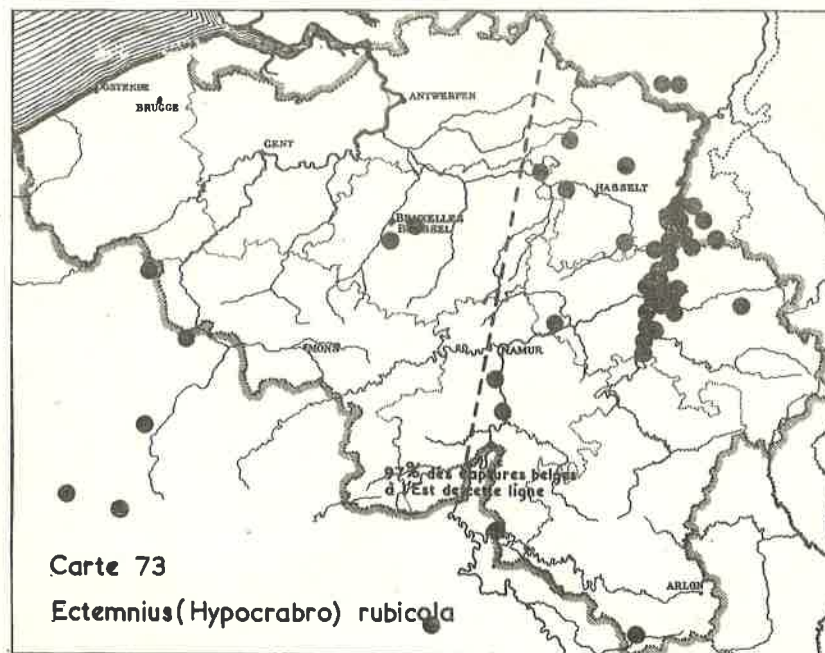 OSTENDE
BRUGGE
ANTWERPEN
GENT
HASSELT
BRUXELLES
BRUSSEL
MONS
NAMUR
97% des captures belges
à l'Est de cette ligne
ARLON
Carte 73
Ectemnius (Hypocrabro) rubicola